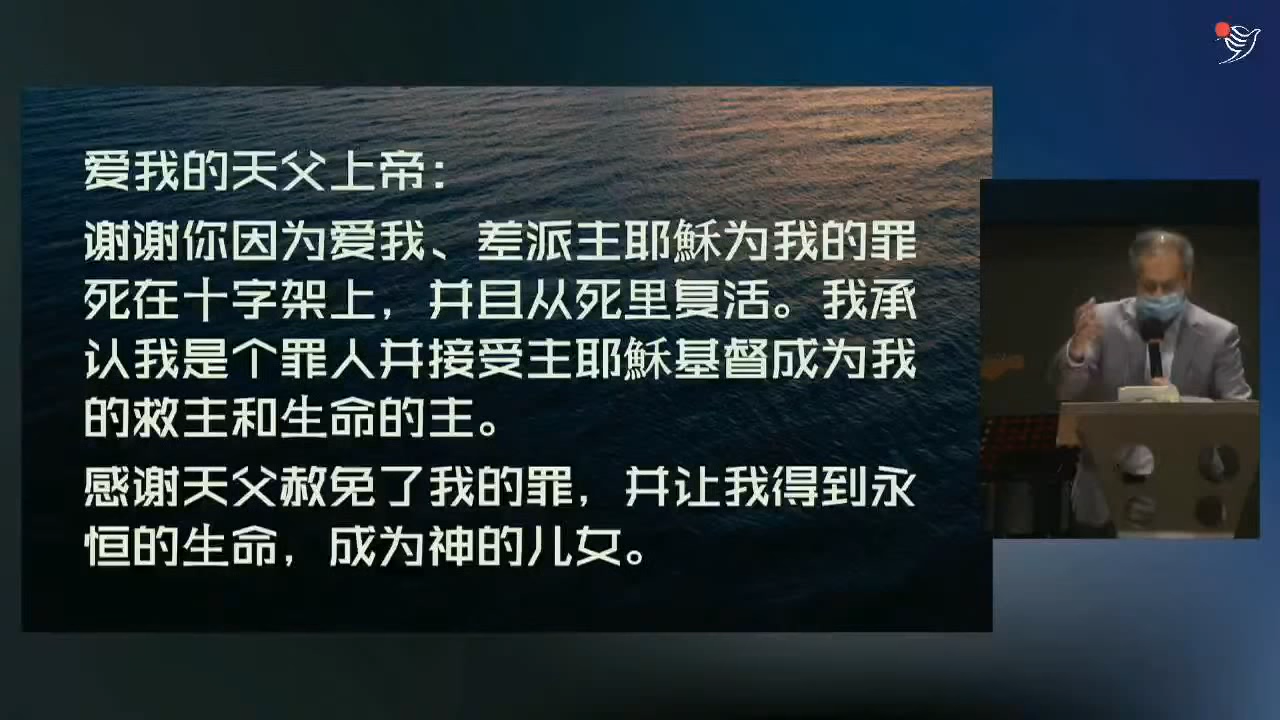 爱我的天父上帝：
谢谢你因为爱我、差派主耶稣为我的罪
死在十字架上，并且从死里复活。我承
认我是个罪人并接受主耶稣基督成为我
的救主和生命的主。
感谢天父赦免了我的罪，并让我得到永
恒的生命，成为神的儿女。